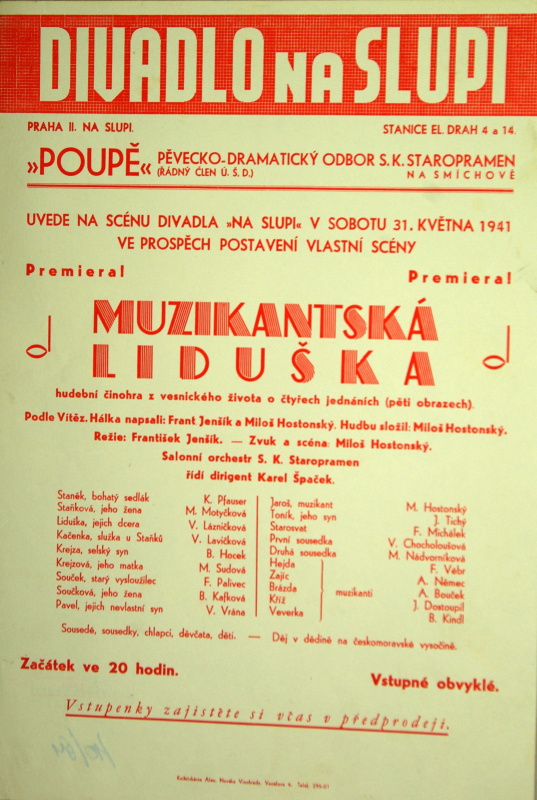 DIVADLO NA SLUPI
PRAHA II. NA SLUPI.
STANICE EL. DRAH 4 a 14.
»POUPĚ« PĚVECKO-DRAMATICKÝ ODBOR S.K. STAROPRAMEN
(ŘÁDNÝ ČLEN Ú. Š. D.) NA SMÍCHOVĚ
UVEDE NA SCÉNU DIVADLA »NA SLUPI« V SOBOTU 31. KVĚTNA 1941
VE PROSPĚCH POSTAVENÍ VLASTNÍ SCÉNY
Premiera! Premiera!
MUZIKANTSKÁ
LIDUŠKA
hudební činohra z vesnického života o čtyřech jednáních (pěti obrazech).
Podle Vítěz. Hálka napsali: Frant Jenšík a Miloš Hostonský. Hudbu složil: Miloš Hostonský.
Režie: František Jenšík. — Zvuk a scéna: Miloš Hostonský.
Salonní orchestr S. K. Staropramen
řídí dirigent Karel Špaček.
Staněk, bohatý sedlák K. Pfauser
Staňková, jeho žena M. Motyčková
Liduška, jejich dcera V. Lázničková
Kačenka, služka u Staňků V. Lavičková
Krejza, selský syn B. Hocek
Krejzová, jeho matka M. Sudová
Souček, starý vysloužilec F. Palivec
Součková, jeho žena B. Kafková
Pavel, jejich nevlastní syn V. Vrána
Jaroš, muzikant M. Hostonský
Toník, jeho syn J. Tichý
Starosvat F. Michálek
První sousedka V. Chocholoušová
Druhá sousedka M. Nádvorníková
Hejda F. Vébr
Zajíc A. Němec
Brázda muzikanti A. Bouček
Kříž J. Dostoupil
Veverka B. Kindl
Sousedé, sousedky, chlapci, děvčata, děti. — Děj v dědině na českomoravské vysočině.
Začátek ve 20 hodin.
Vstupné obvyklé.
Vstupenky zajistěte si včas v předprodeji.
Knihtiskárna Alex. Novák